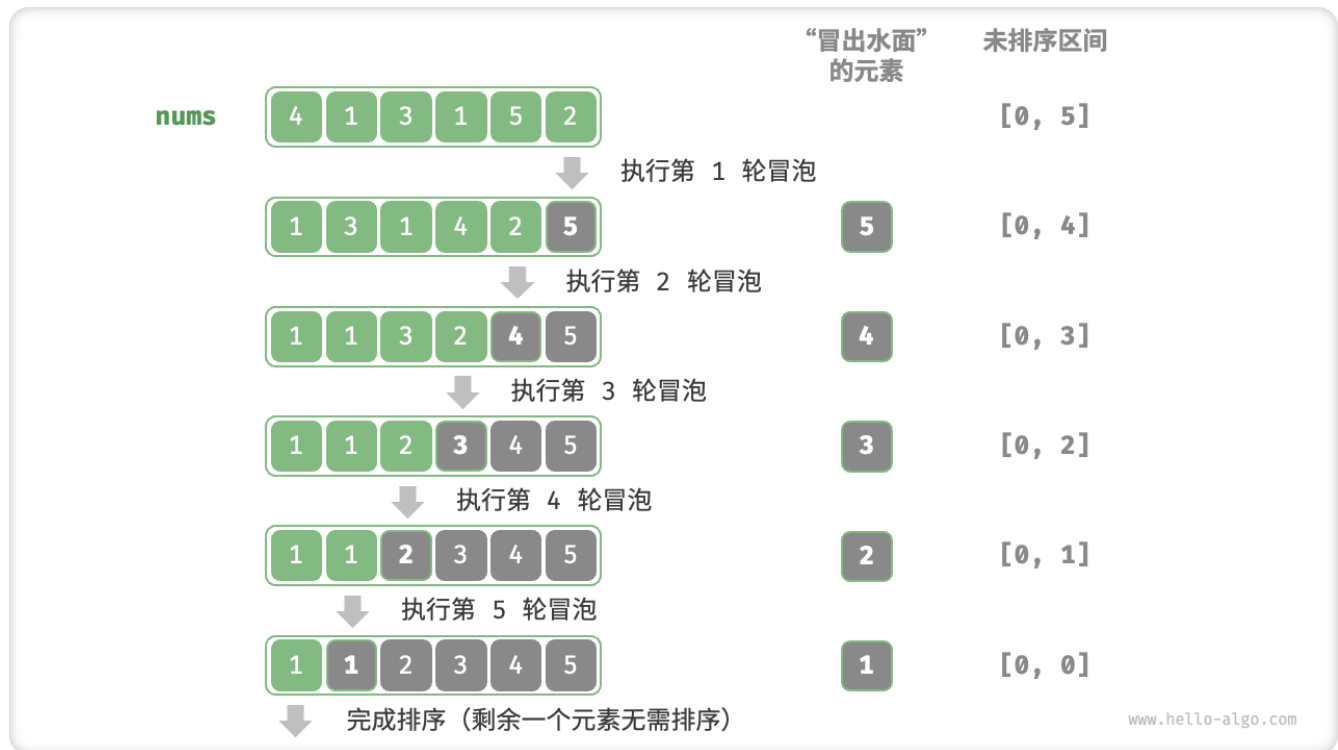 “冒出水面” 未排序区间
的元素
nums 4 1 3 1 5 2 [0, 5]
执行第 1 轮冒泡
1 3 1 4 2 5 5 [0, 4]
执行第 2 轮冒泡
1 1 3 2 4 5 4 [0, 3]
执行第 3 轮冒泡
1 1 2 3 4 5 3 [0, 2]
执行第 4 轮冒泡
1 1 2 3 4 5 2 [0, 1]
执行第 5 轮冒泡
1 1 2 3 4 5 1 [0, 0]
完成排序（剩余一个元素无需排序）
www.hello-algo.com